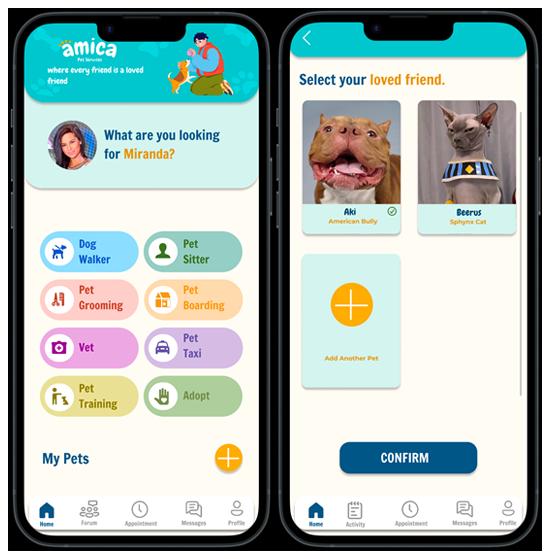 amica
Pet Services
where every friend is a loved
friend
What are you looking
for Miranda?
Dog
Walker
Pet
Sitter
Pet
Grooming
Pet
Boarding
Vet
Pet
Taxi
Pet
Training
Adopt
My Pets
Home
Forum
Appointment
Messages
Profile
Select your loved friend.
Aki
American Bully
Beerus
Sphynx Cat
Add Another Pet
CONFIRM
Home
Activity
Appointment
Messages
Profile